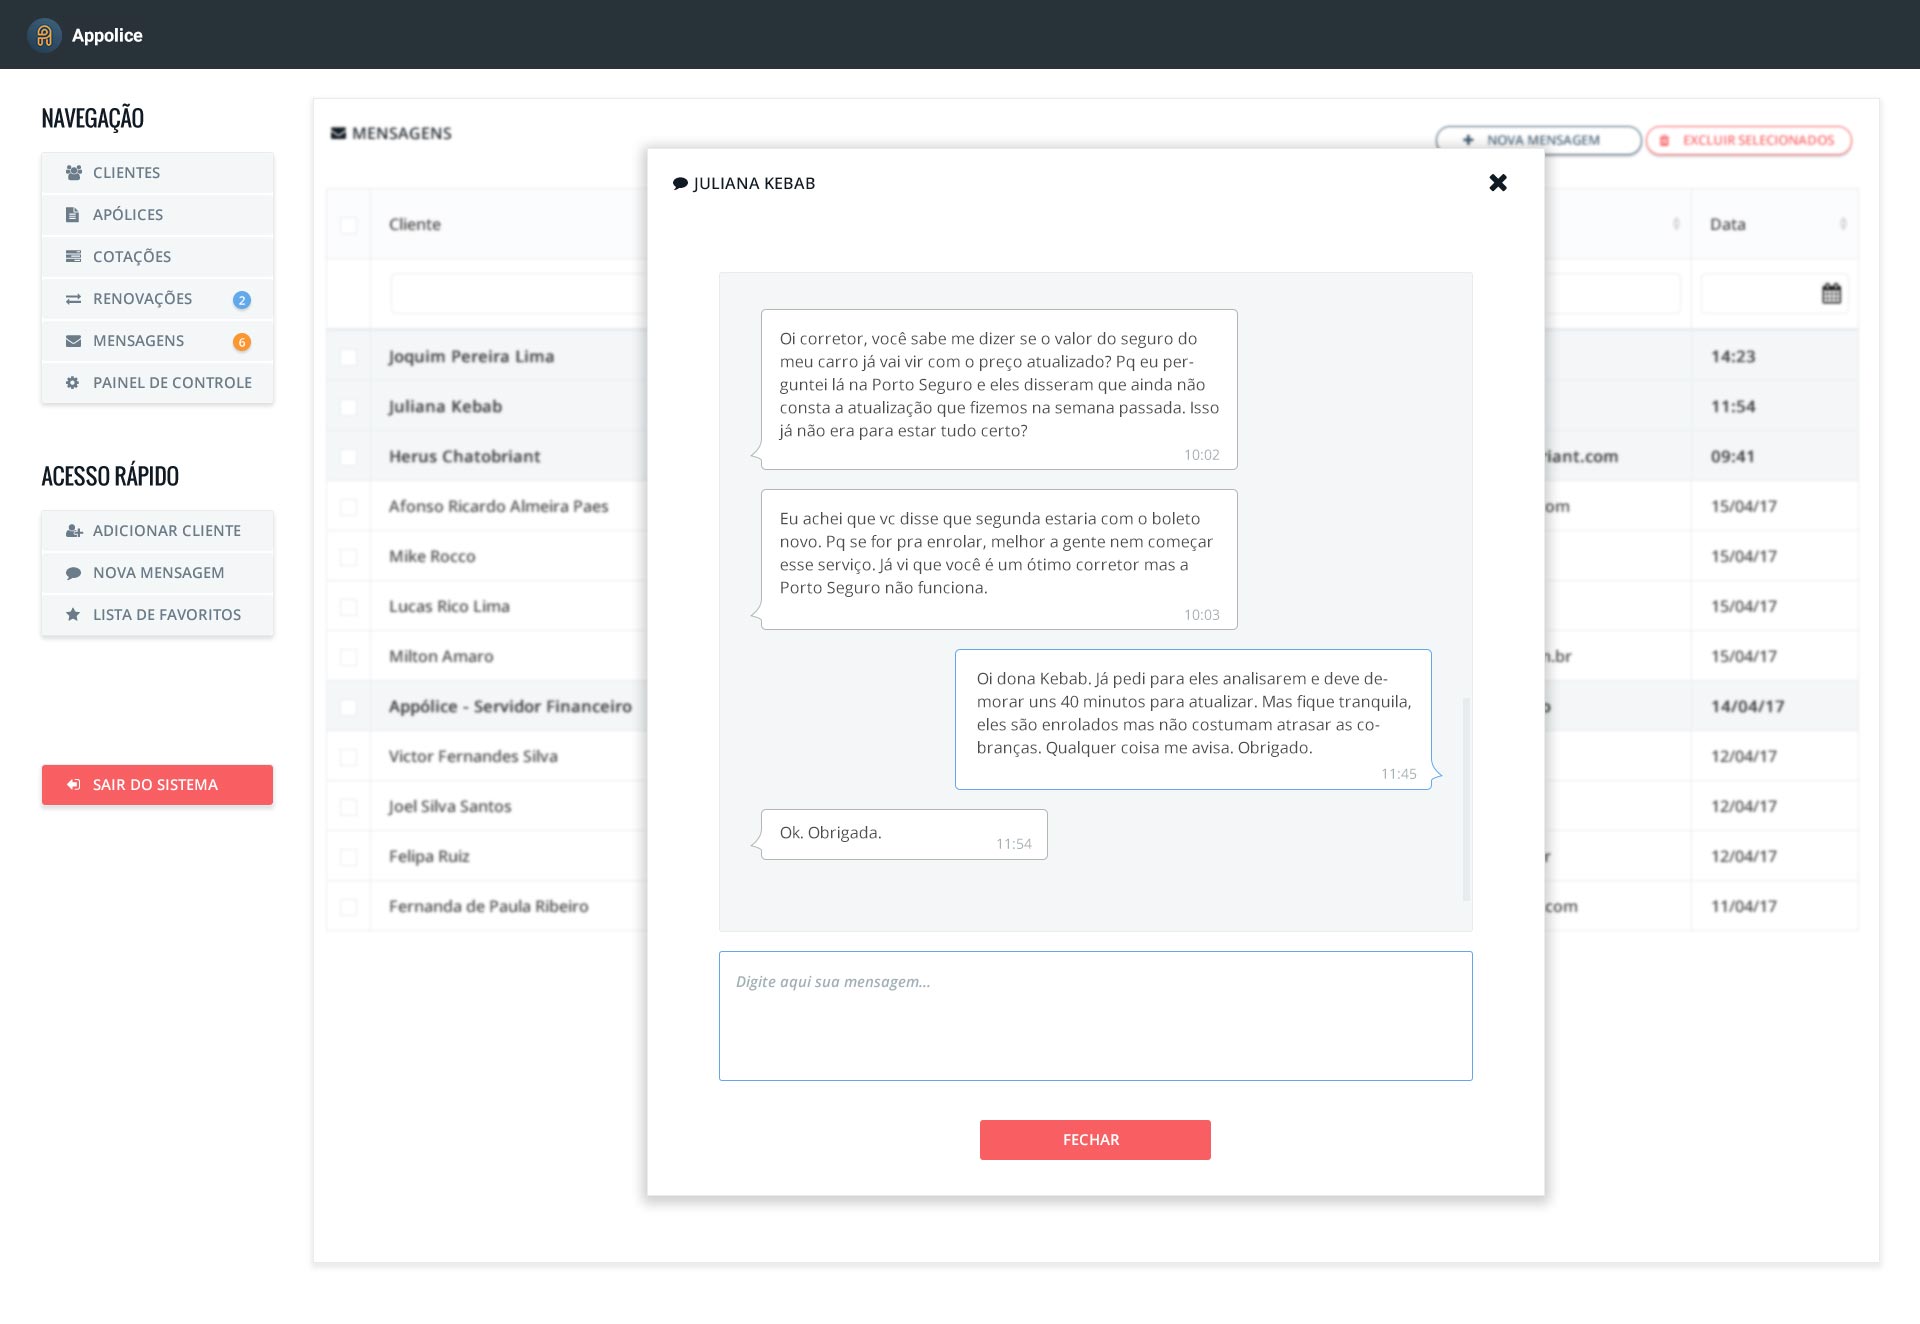 Appolice
NAVEGAÇÃO
CLIENTES
APÓLICES
COTAÇÕES
RENOVAÇÕES 2
MENSAGENS 6
PAINEL DE CONTROLE
ACESSO RÁPIDO
ADICIONAR CLIENTE
NOVA MENSAGEM
LISTA DE FAVORITOS
SAIR DO SISTEMA
MENSAGENS
NOVA MENSAGEM
EXCLUIR SELECIONADOS
Cliente
Data
Joquim Pereira Lima
14:23
Juliana Kebab
11:54
Herus Chatobriant
riant.com
09:41
Afonso Ricardo Almeira Paes
om
15/04/17
Mike Rocco
15/04/17
Lucas Rico Lima
15/04/17
Milton Amaro
.br
15/04/17
Appólice - Servidor Financeiro
14/04/17
Victor Fernandes Silva
12/04/17
Joel Silva Santos
12/04/17
Felipa Ruiz
r
12/04/17
Fernanda de Paula Ribeiro
com
11/04/17
JULIANA KEBAB
Oi corretor, você sabe me dizer se o valor do seguro do
meu carro já vai vir com o preço atualizado? Pq eu per-
guntei lá na Porto Seguro e eles disseram que ainda não
consta a atualização que fizemos na semana passada. Isso
já não era para estar tudo certo?
10:02
Eu achei que vc disse que segunda estaria com o boleto
novo. Pq se for pra enrolar, melhor a gente nem começar
esse serviço. Já vi que você é um ótimo corretor mas a
Porto Seguro não funciona.
10:03
Oi dona Kebab. Já pedi para eles analisarem e deve de-
morar uns 40 minutos para atualizar. Mas fique tranquila,
eles são enrolados mas não costumam atrasar as co-
branças. Qualquer coisa me avisa. Obrigado.
11:45
Ok. Obrigada.
11:54
Digite aqui sua mensagem...
FECHAR